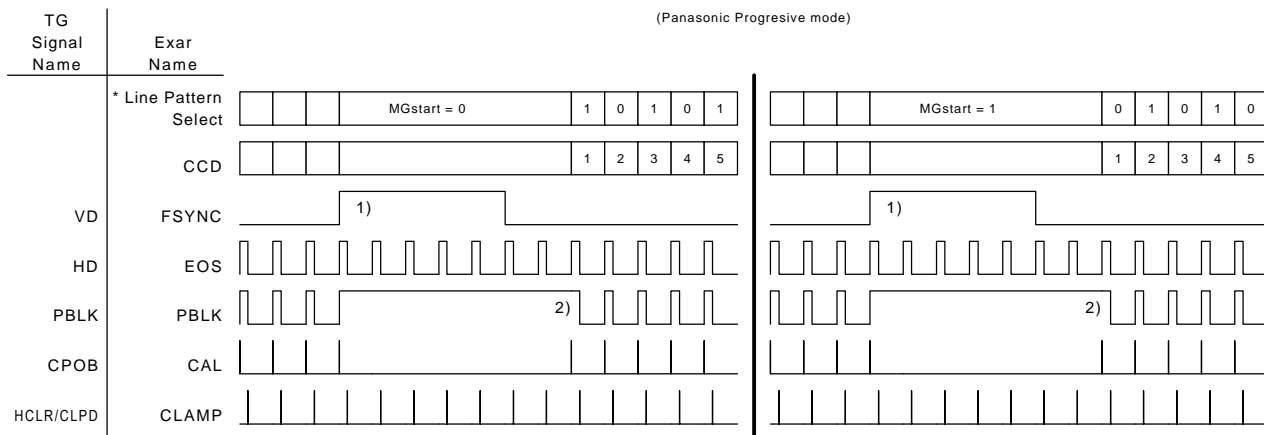 (Panasonic Progresive mode)
TG
Signal
Name
Exar
Name
* Line Pattern
Select
MGstart = 0 1 0 1 0 1
MGstart = 1 0 1 0 1 0
CCD 1 2 3 4 5 1 2 3 4 5
VD FSYNC 1) 1)
HD EOS
PBLK PBLK 2) 2)
CPOB CAL
HCLR/CLPD CLAMP